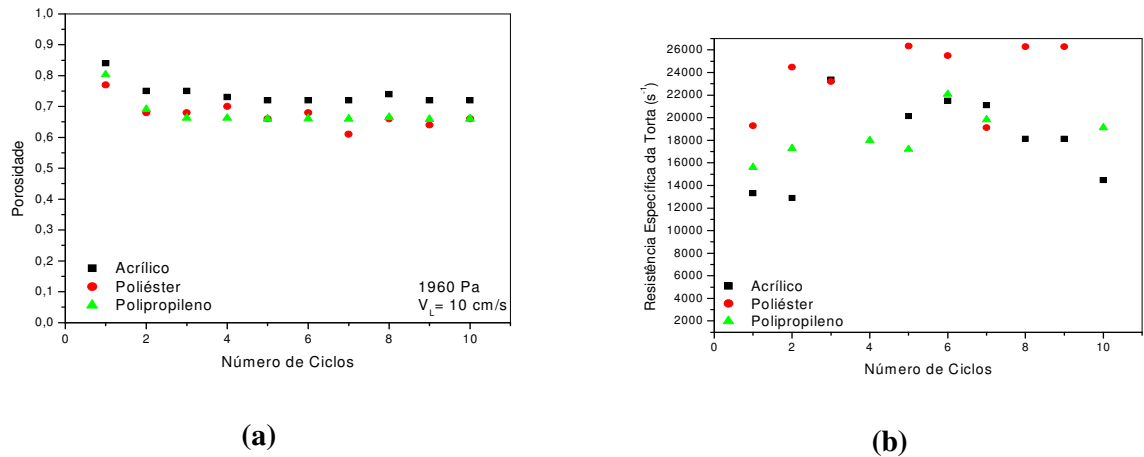 1,0
0,9
0,8
0,7
0,6
0,5
0,4
0,3
0,2
0,1
0,0
Porosidade
Acrílico
Poliéster
Polipropileno
1960 Pa
V_L= 10 cm/s
0 2 4 6 8 10
Número de Ciclos
(a)
26000
24000
22000
20000
18000
16000
14000
12000
10000
8000
6000
4000
2000
Resistência Específica da Torta (s⁻¹)
Acrílico
Poliéster
Polipropileno
0 2 4 6 8 10
Número de Ciclos
(b)